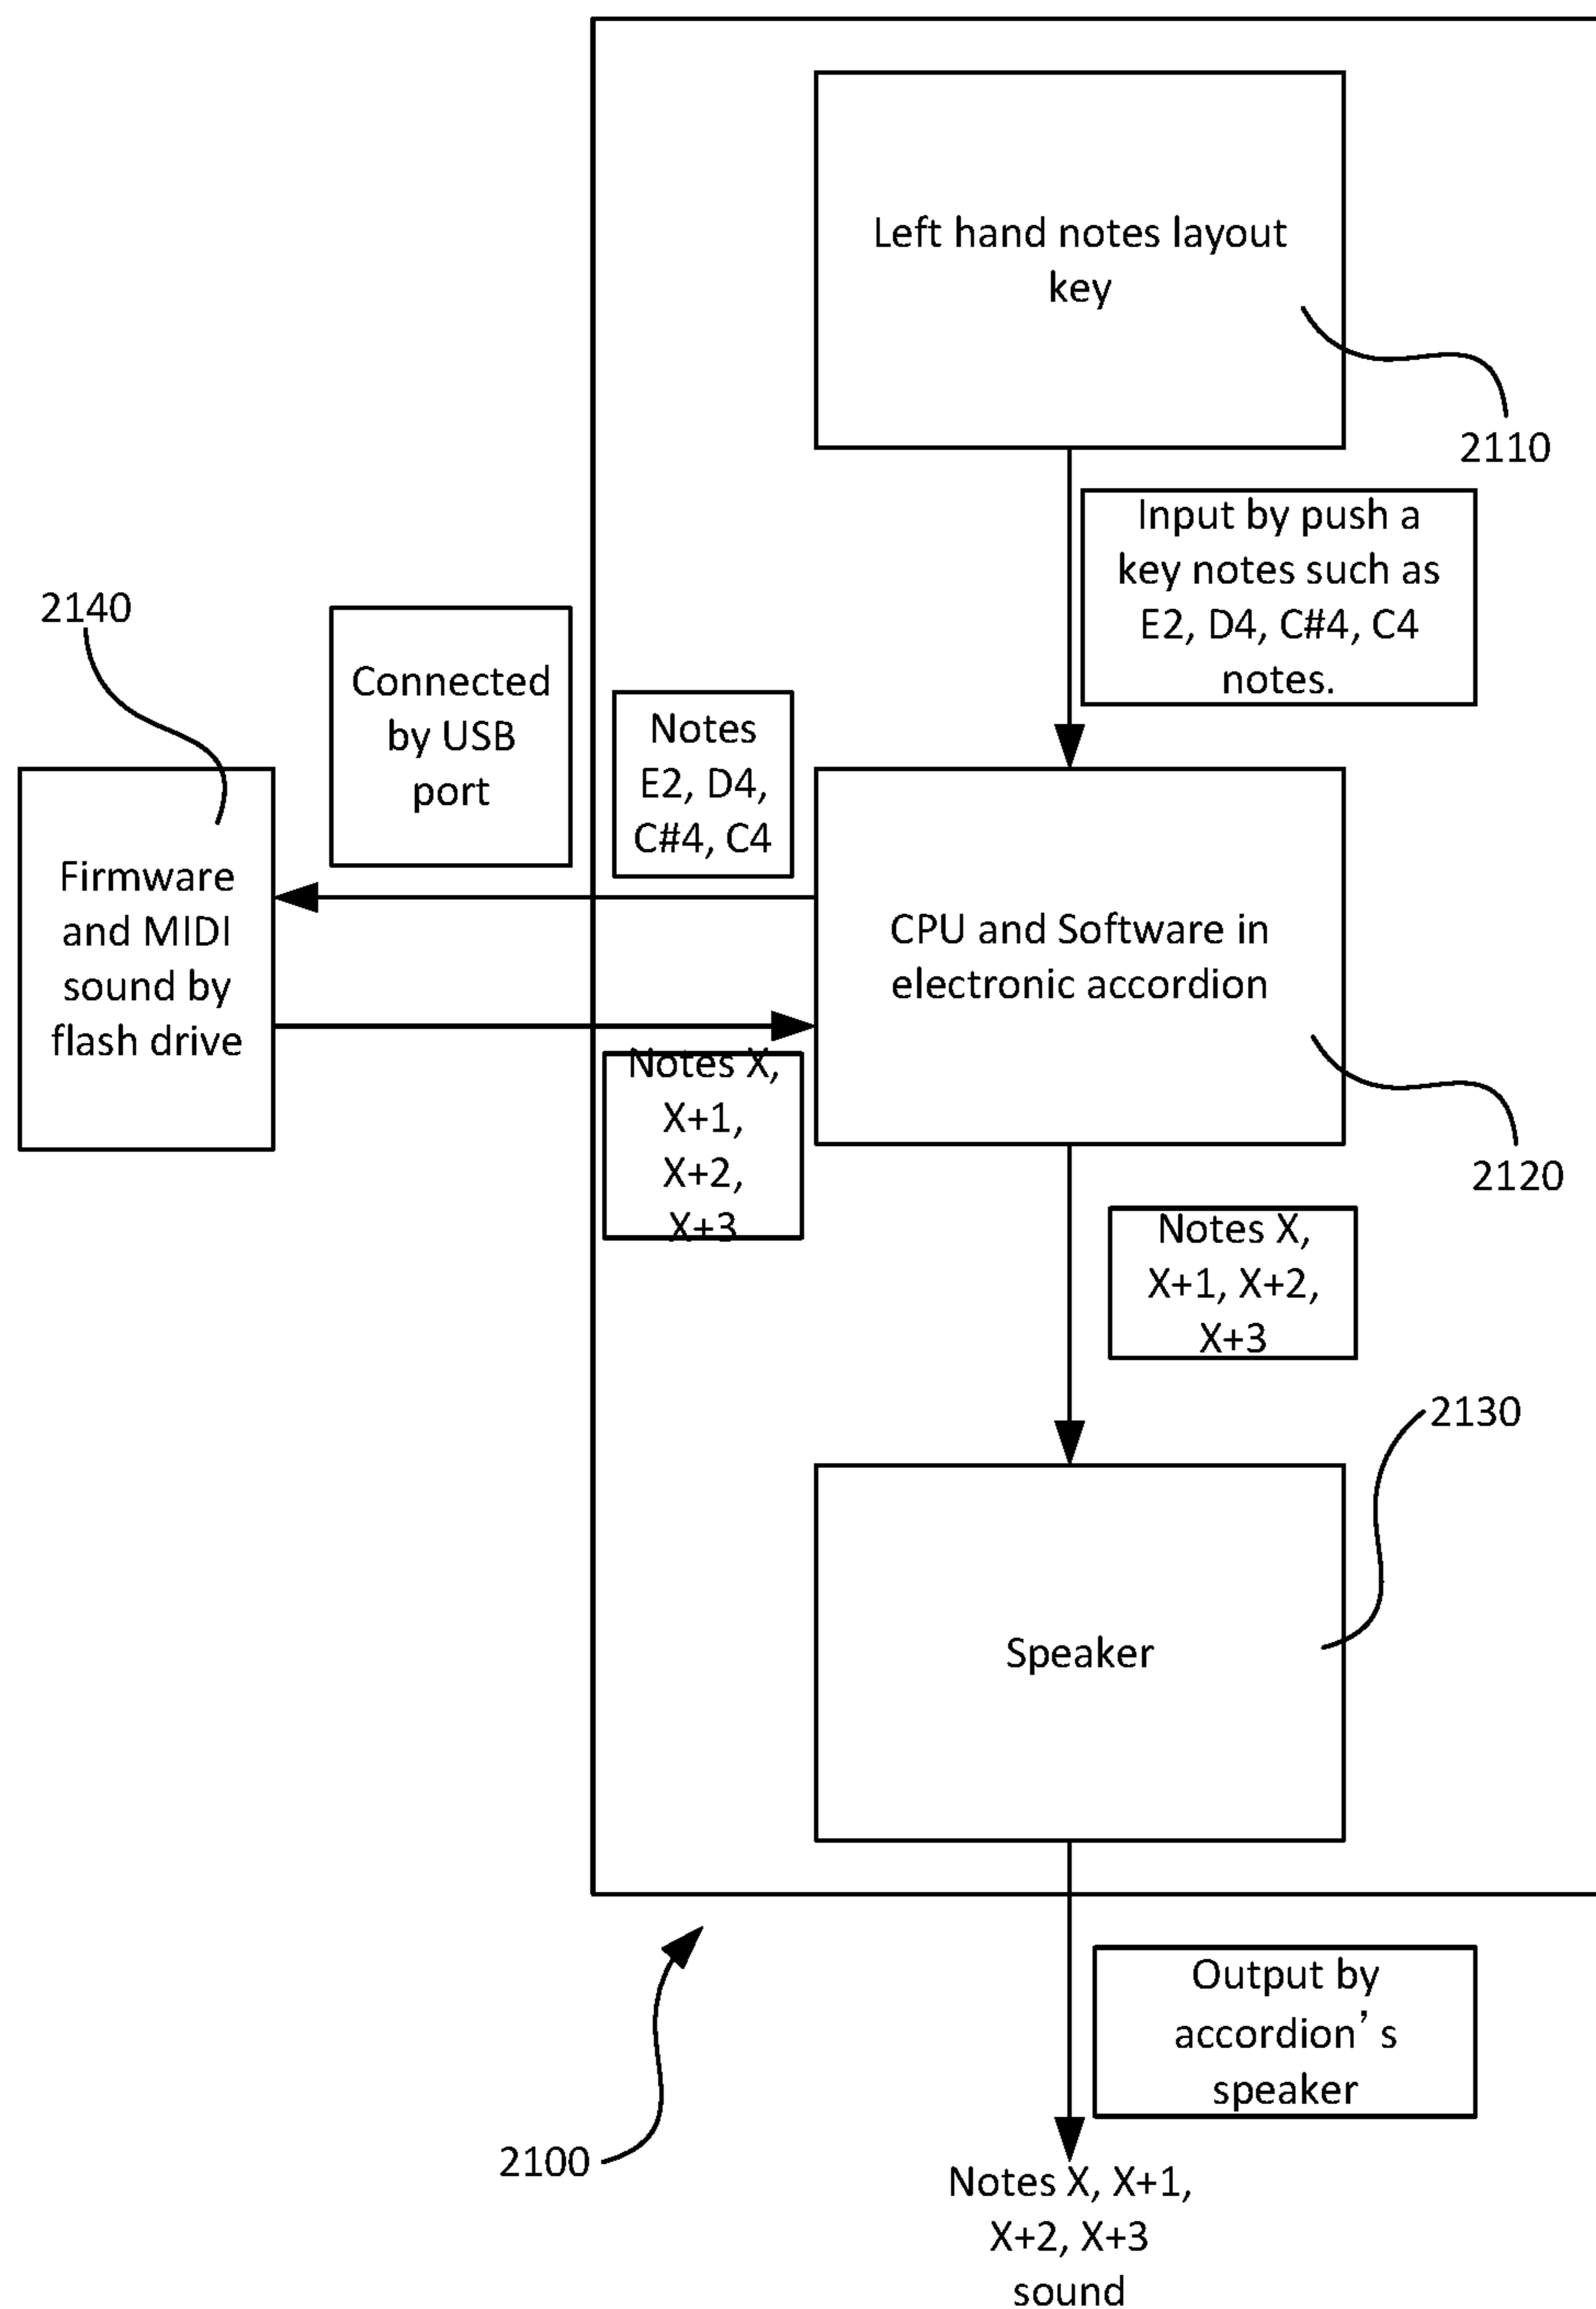 Left hand notes layout
key
2110
Input by push a
key notes such as
E2, D4, C#4, C4
notes.
2140
Connected
by USB
port
Notes
E2, D4,
C#4, C4
Firmware
and MIDI
sound by
flash drive
CPU and Software in
electronic accordion
Notes X,
X+1,
X+2,
X+3
2120
Notes X,
X+1, X+2,
X+3
2130
Speaker
Output by
accordion’s
speaker
2100
Notes X, X+1,
X+2, X+3
sound